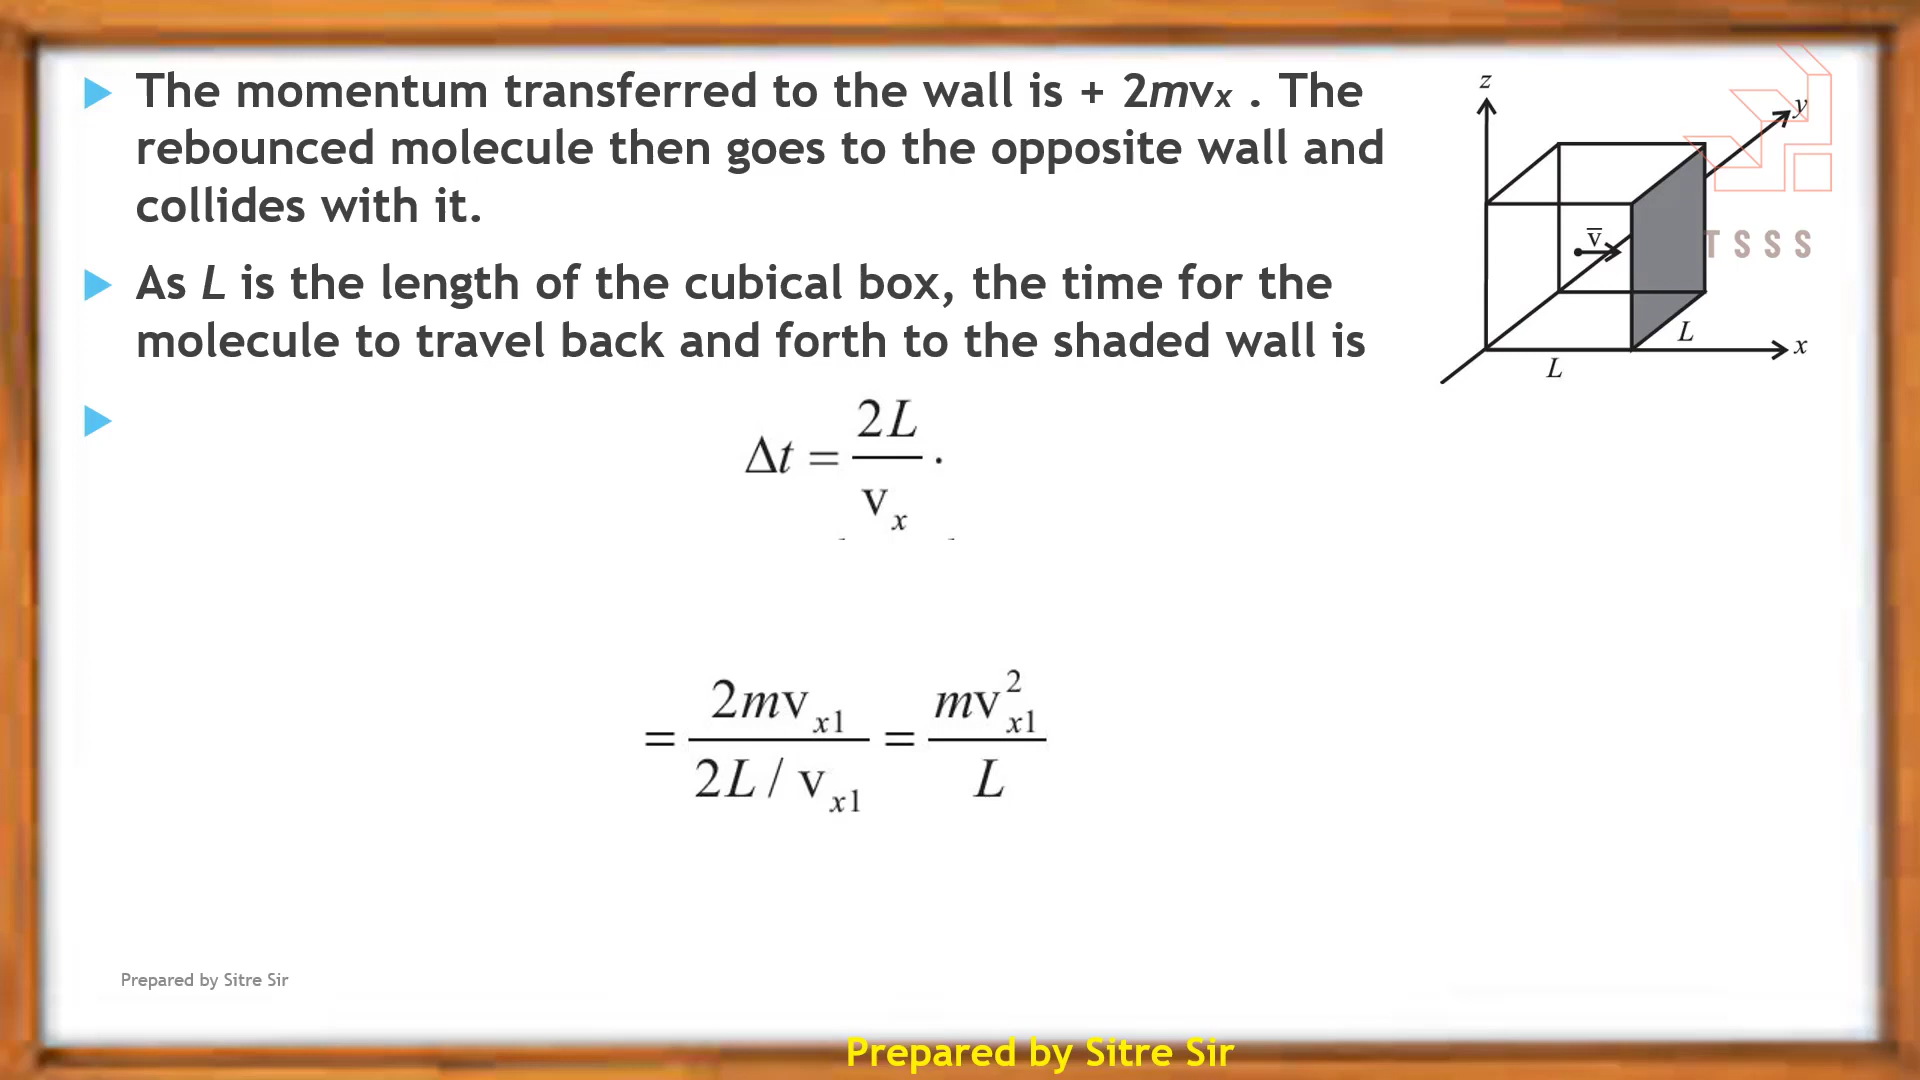 The momentum transferred to the wall is + 2mvx . The
rebounced molecule then goes to the opposite wall and
collides with it.
As L is the length of the cubical box, the time for the
molecule to travel back and forth to the shaded wall is
Δt = 2L / vx .
= 2mvx1 / (2L / vx1) = mv²x1 / L
z
y
v̅
T S S S
L
x
L
Prepared by Sitre Sir
Prepared by Sitre Sir